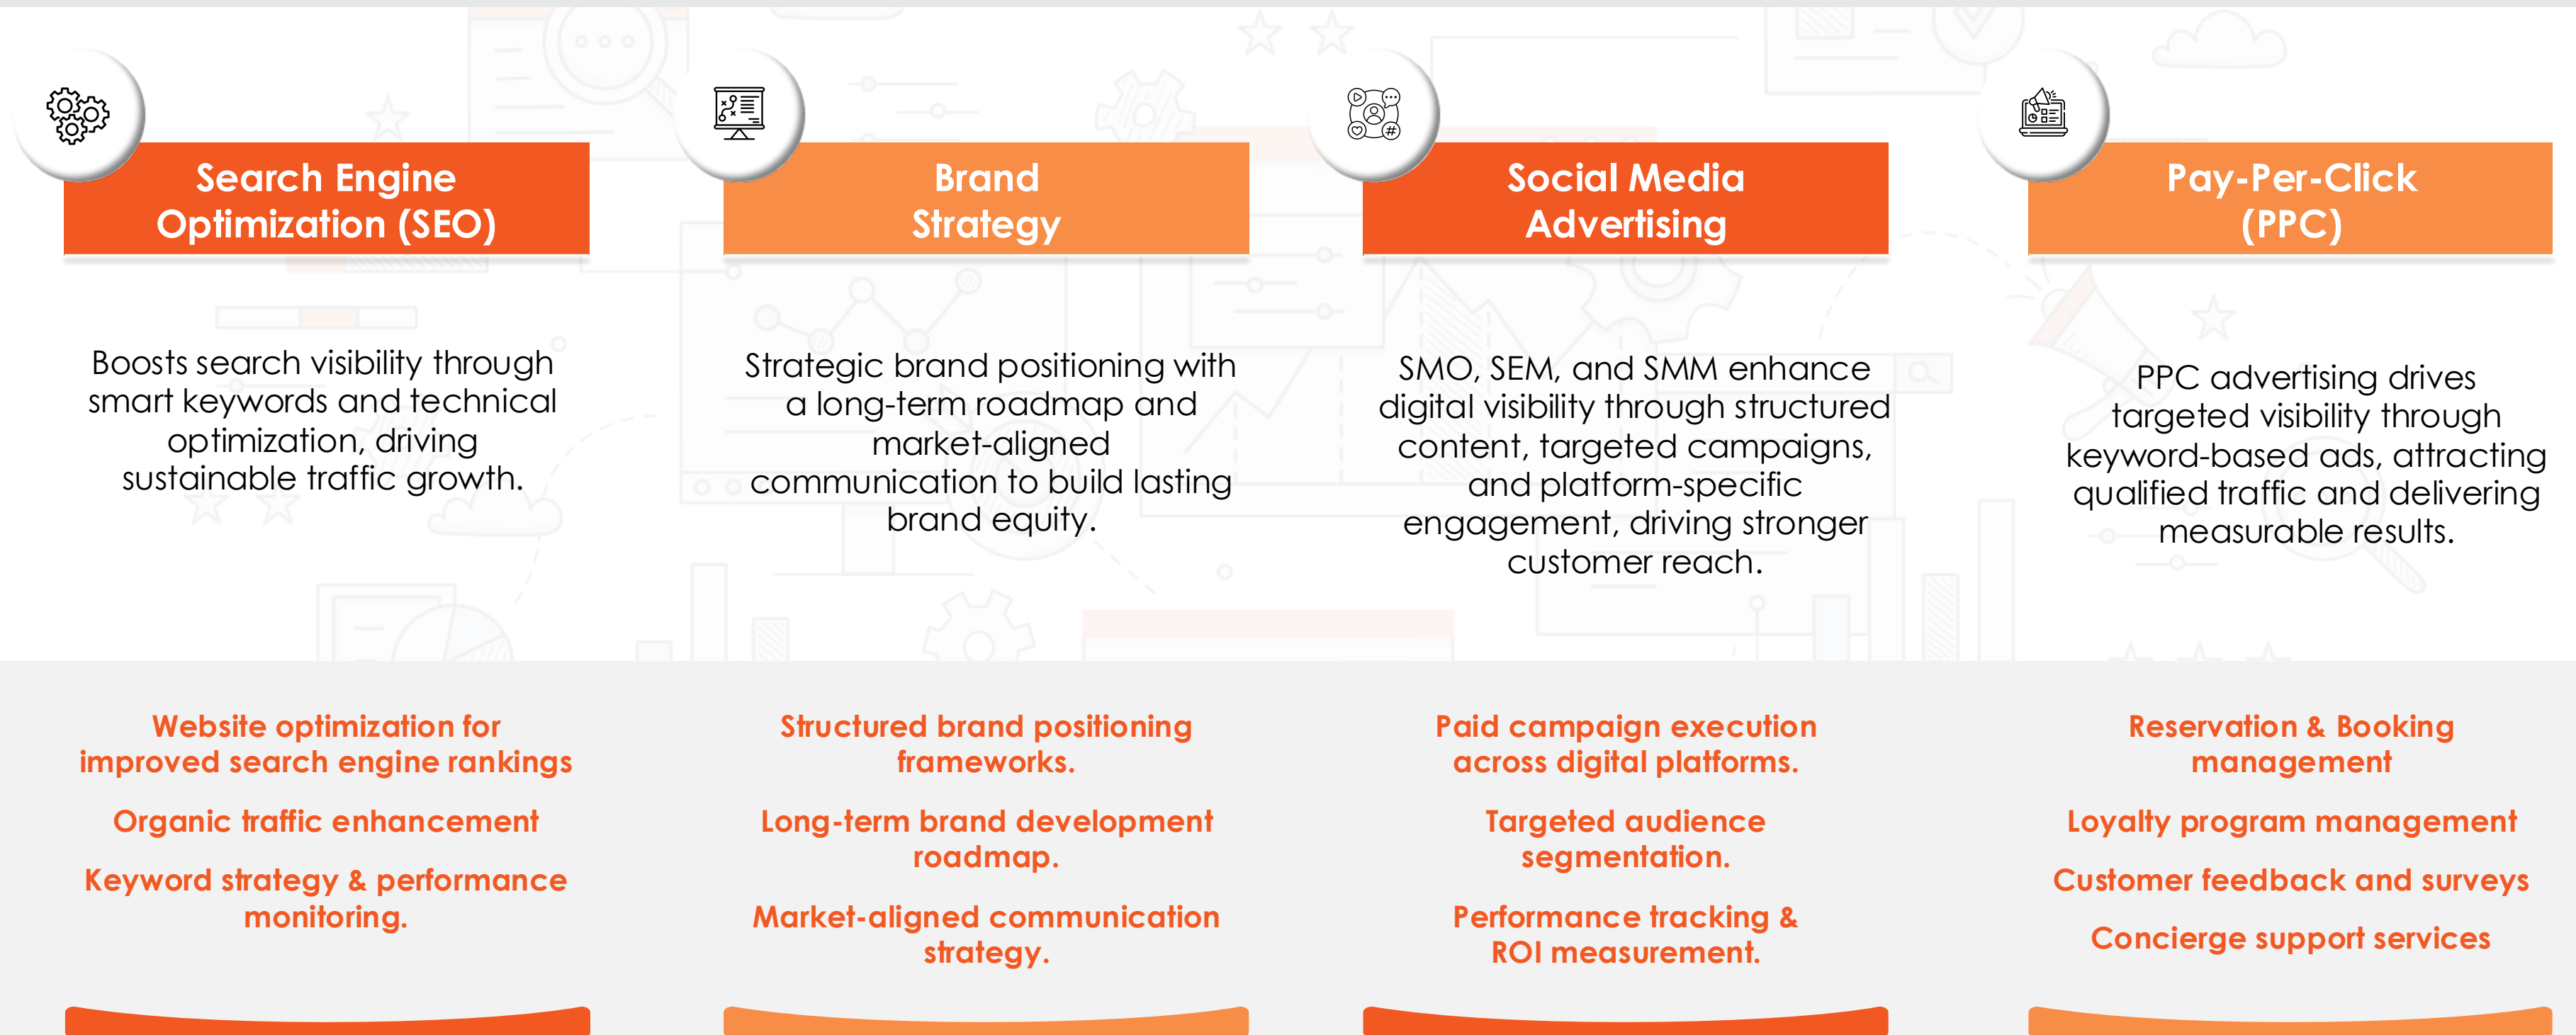 Search Engine
Optimization (SEO)
Boosts search visibility through
smart keywords and technical
optimization, driving
sustainable traffic growth.
Website optimization for
improved search engine rankings
Organic traffic enhancement
Keyword strategy & performance
monitoring.
Brand
Strategy
Strategic brand positioning with
a long-term roadmap and
market-aligned
communication to build lasting
brand equity.
Structured brand positioning
frameworks.
Long-term brand development
roadmap.
Market-aligned communication
strategy.
Social Media
Advertising
SMO, SEM, and SMM enhance
digital visibility through structured
content, targeted campaigns,
and platform-specific
engagement, driving stronger
customer reach.
Paid campaign execution
across digital platforms.
Targeted audience
segmentation.
Performance tracking &
ROI measurement.
Pay-Per-Click
(PPC)
PPC advertising drives
targeted visibility through
keyword-based ads, attracting
qualified traffic and delivering
measurable results.
Reservation & Booking
management
Loyalty program management
Customer feedback and surveys
Concierge support services